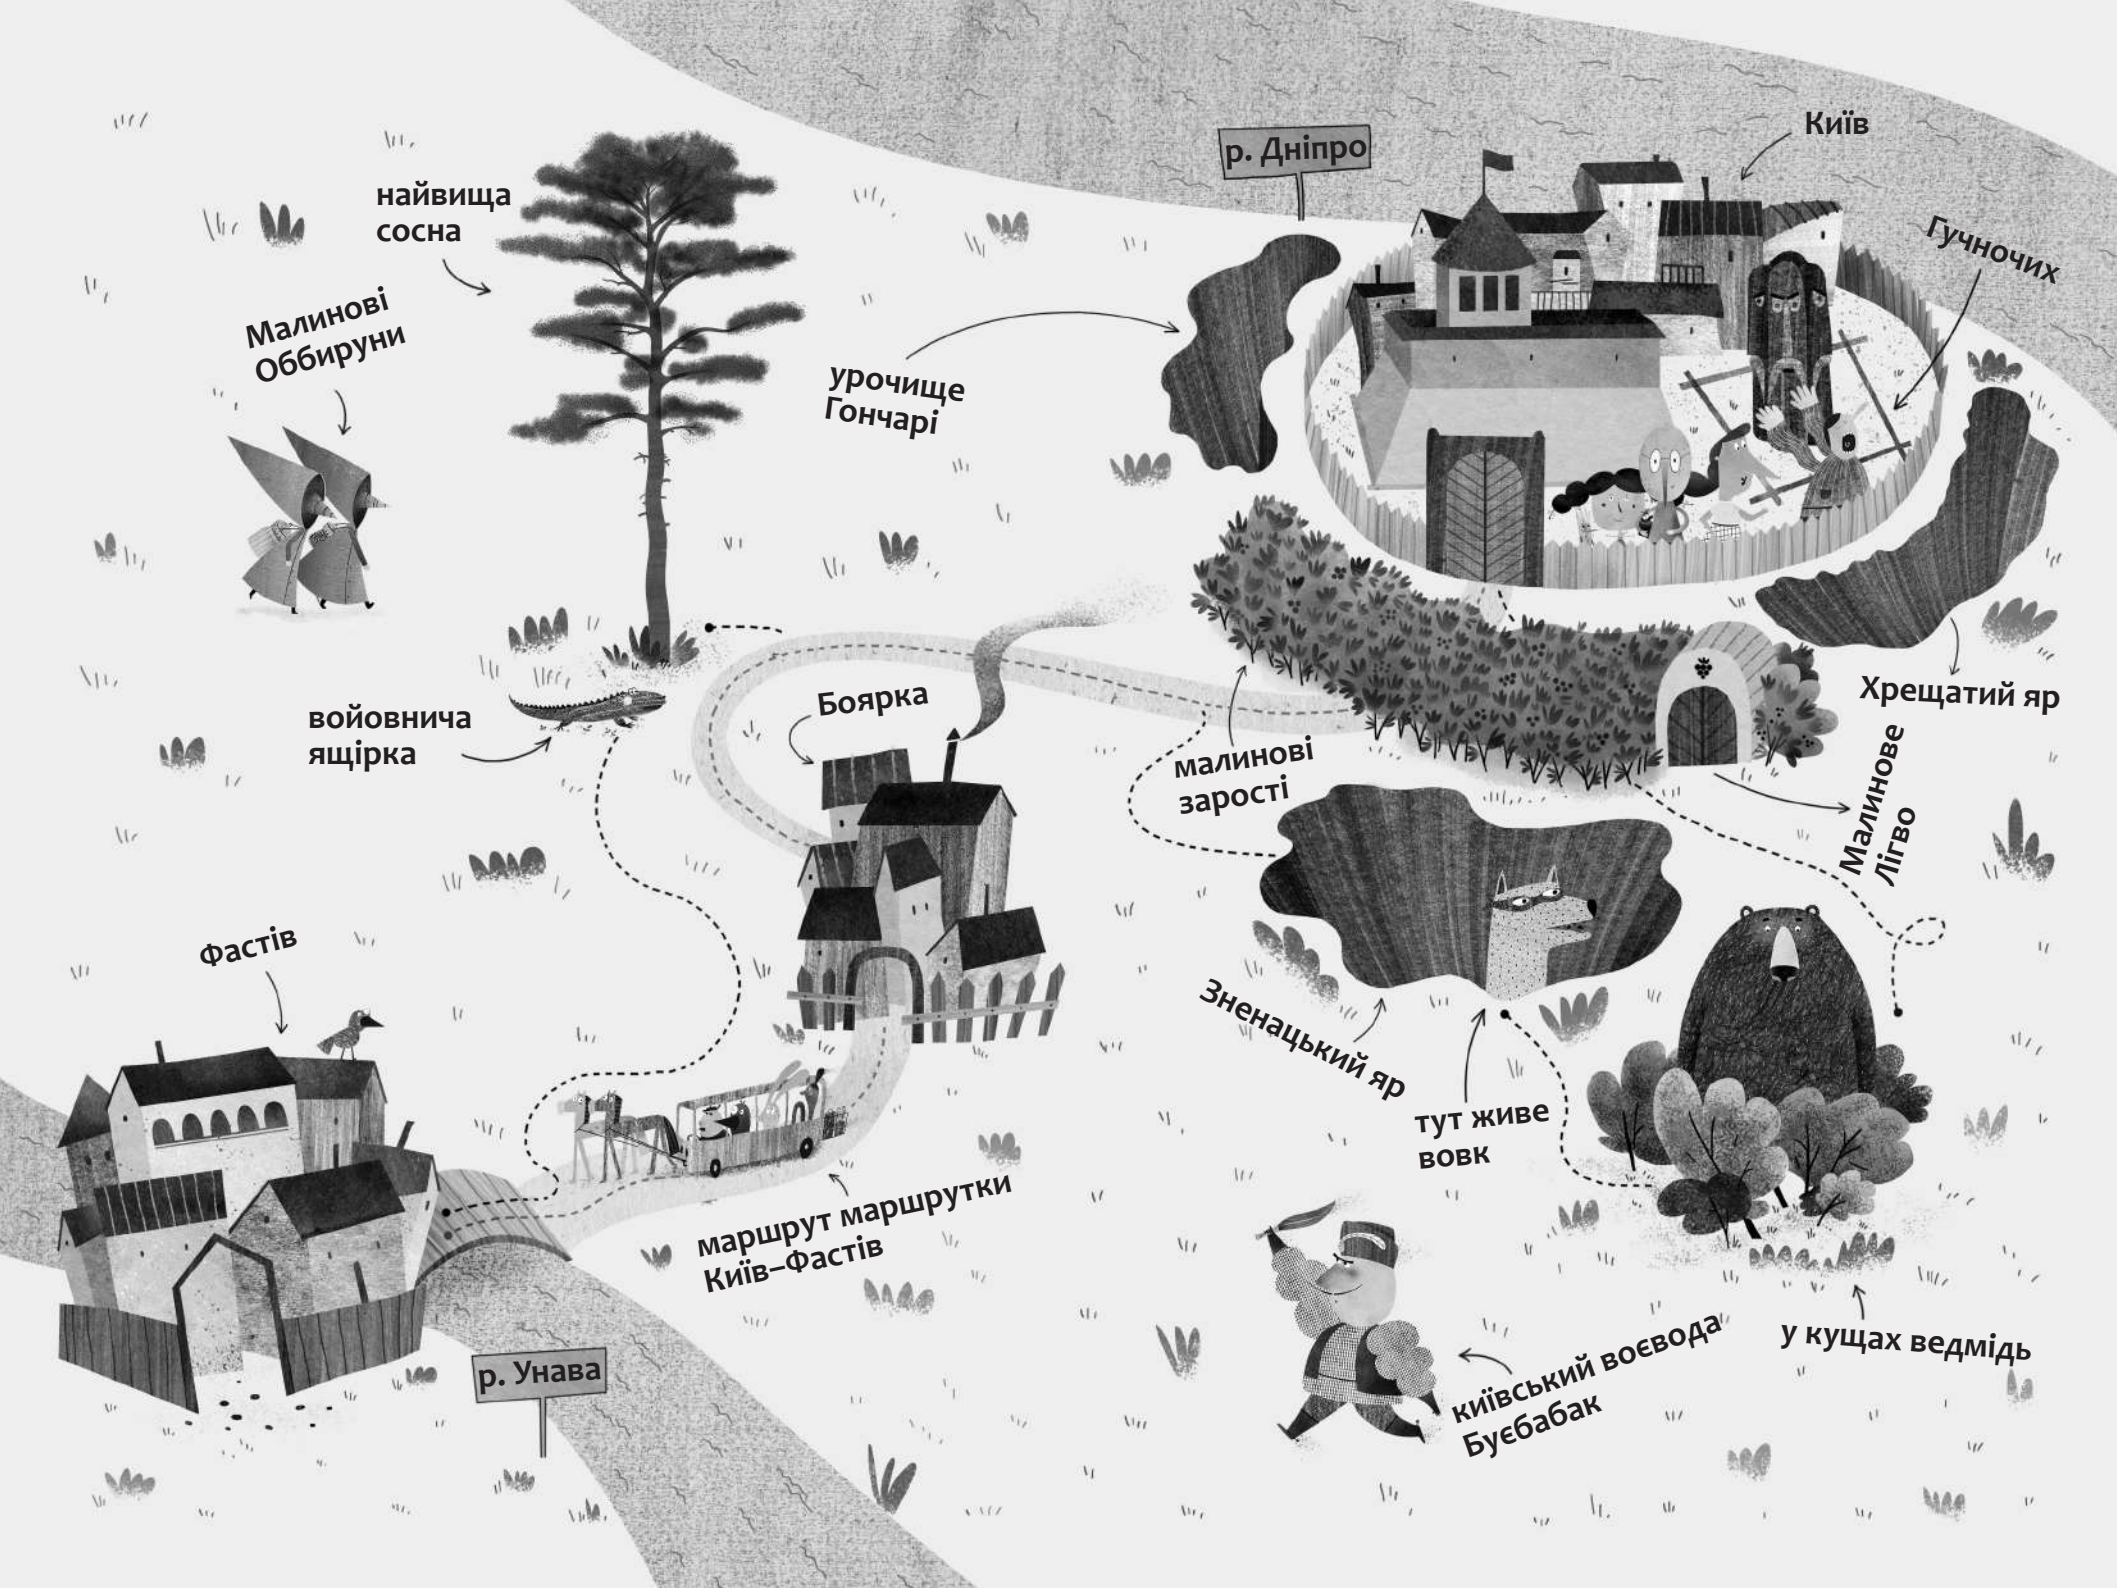 р. Дніпро
Київ
найвища
сосна
Гучночих
Малинові
Оббируни
урочище
Гончарі
войовнича
ящірка
Боярка
Хрещатий яр
малинові
зарості
Малинове
Лігво
Фастів
Зненацький яр
тут живе
вовк
маршрут маршрутки
Київ–Фастів
р. Унава
київський воєвода
Буєбабак
у кущах ведмідь